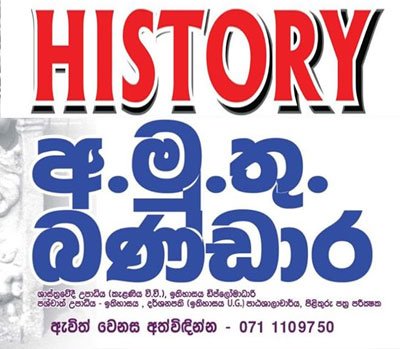 HISTORY
අ.මු.තු.
බණ්ඩාර
ශාස්ත්‍රවේදී උපාධිය (කැළණිය වි.වි.), ඉතිහාසය ඩිප්ලෝමාධාරී
පශ්චාත් උපාධිය - ඉතිහාසය , දර්ශනපති (ඉතිහාසය U.G.) පාඨශාලාචාර්ය, පිළිතුරු පත්‍ර පරීක්ෂක
ඇවිත් වෙනස අත්විඳින්න - 071 1109750